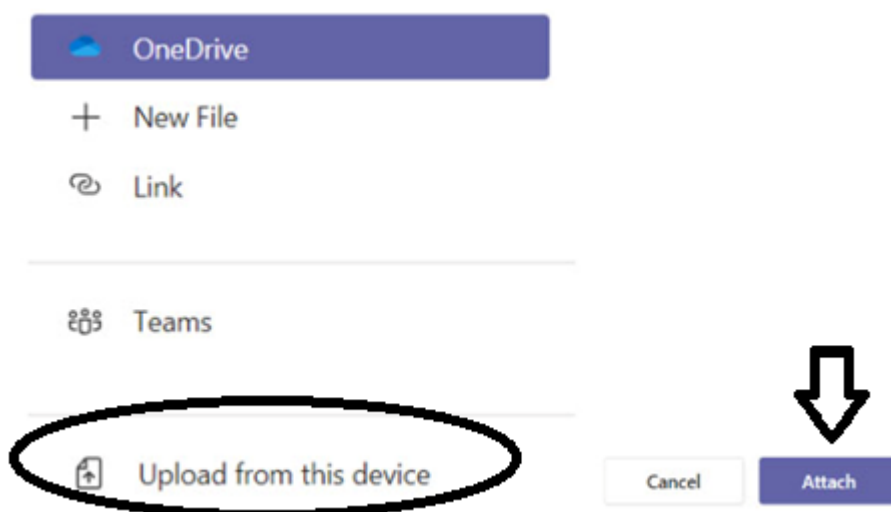 OneDrive
New File
Link
Teams
Upload from this device
Cancel
Attach